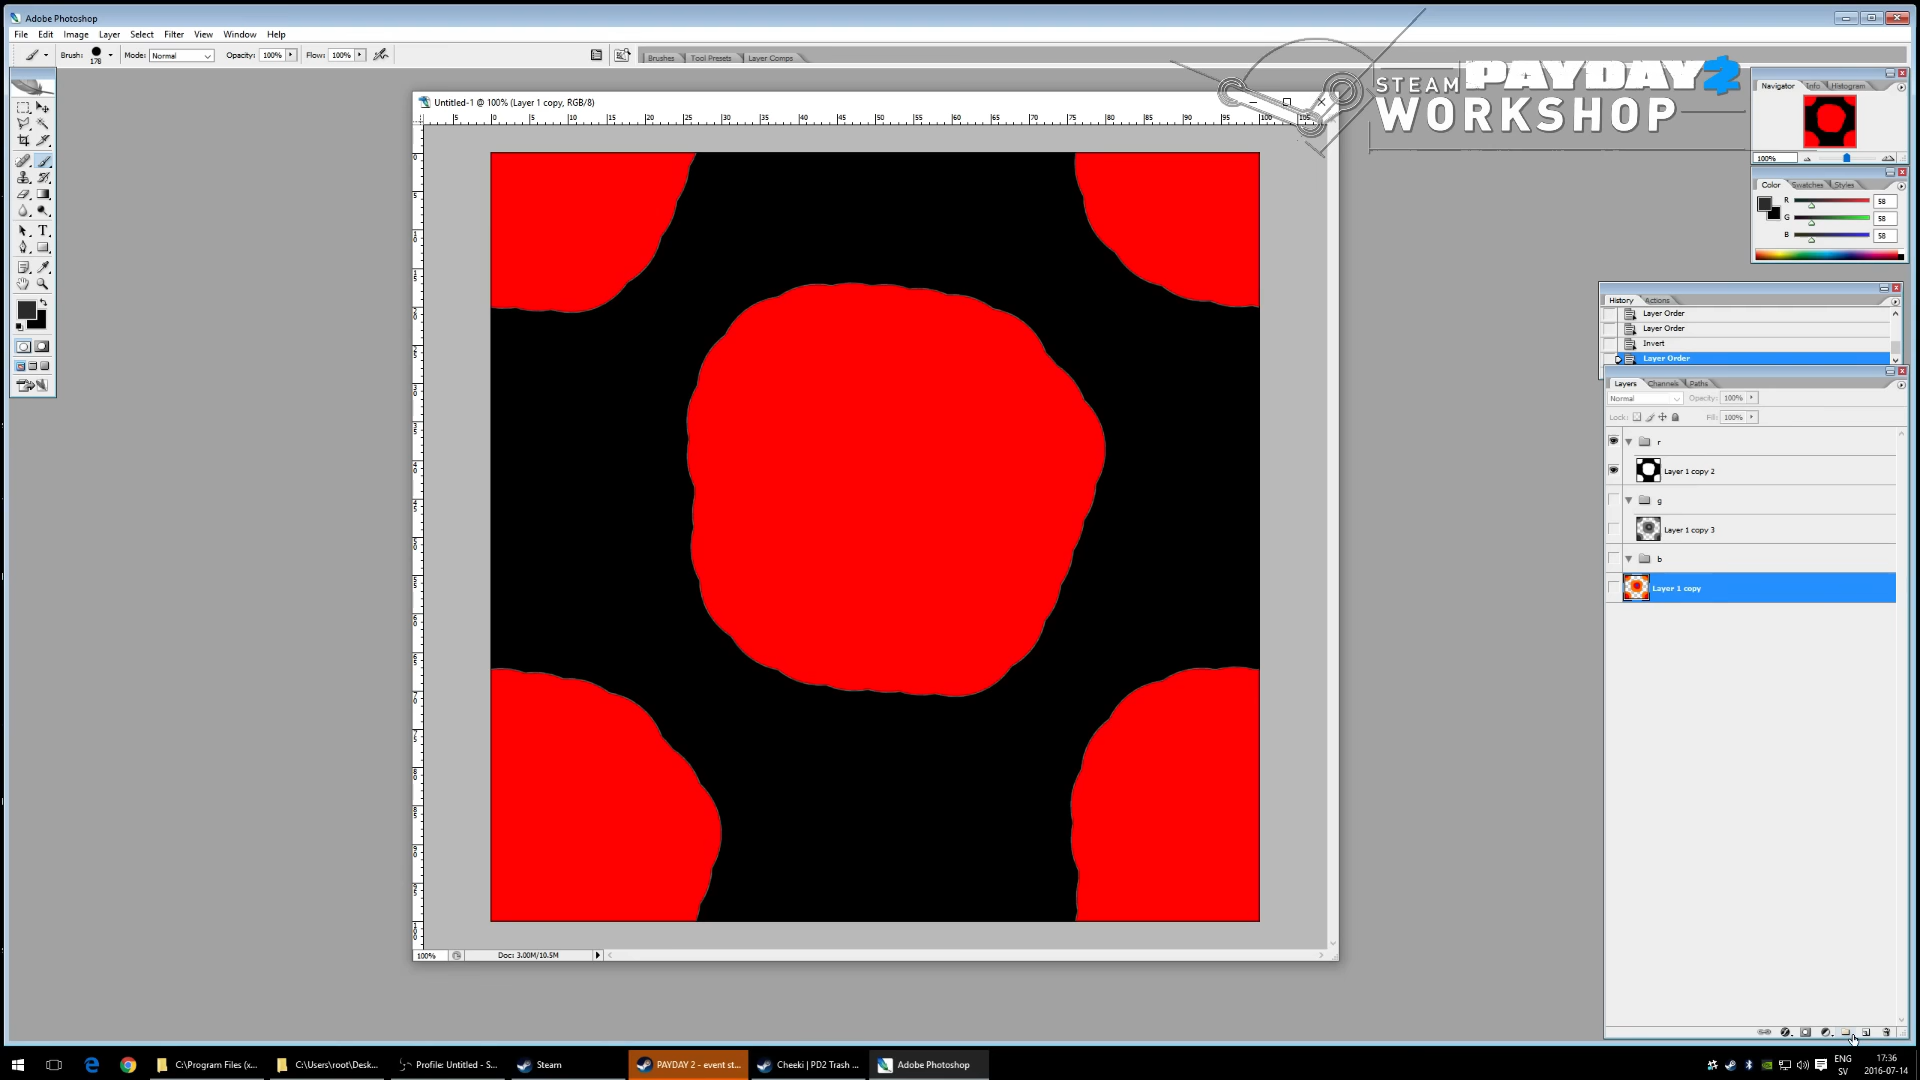 Adobe Photoshop
File Edit Image Layer Select Filter View Window Help
Brush: 178 Mode: Normal Opacity: 100% Flow: 100% Brushes Tool Presets Layer Comps
STEAM PAYDAY 2
WORKSHOP
Untitled-1 @ 100% (Layer 1 copy, RGB/8)
Navigator Info Histogram
100%
Color Swatches Styles
R 58
G 58
B 58
History Actions
Layer Order
Layer Order
Invert
Layer Order
Layers Channels Paths
Normal Opacity: 100%
Lock: Fill: 100%
r
Layer 1 copy 2
g
Layer 1 copy 3
b
Layer 1 copy
100% Doc: 3.00M/10.5M
C:\Program Files (x... C:\Users\root\Desk... Profile: Untitled - S... Steam PAYDAY 2 - event st... Cheeki | PD2 Trash ... Adobe Photoshop
ENG 17:36
SV 2016-07-14